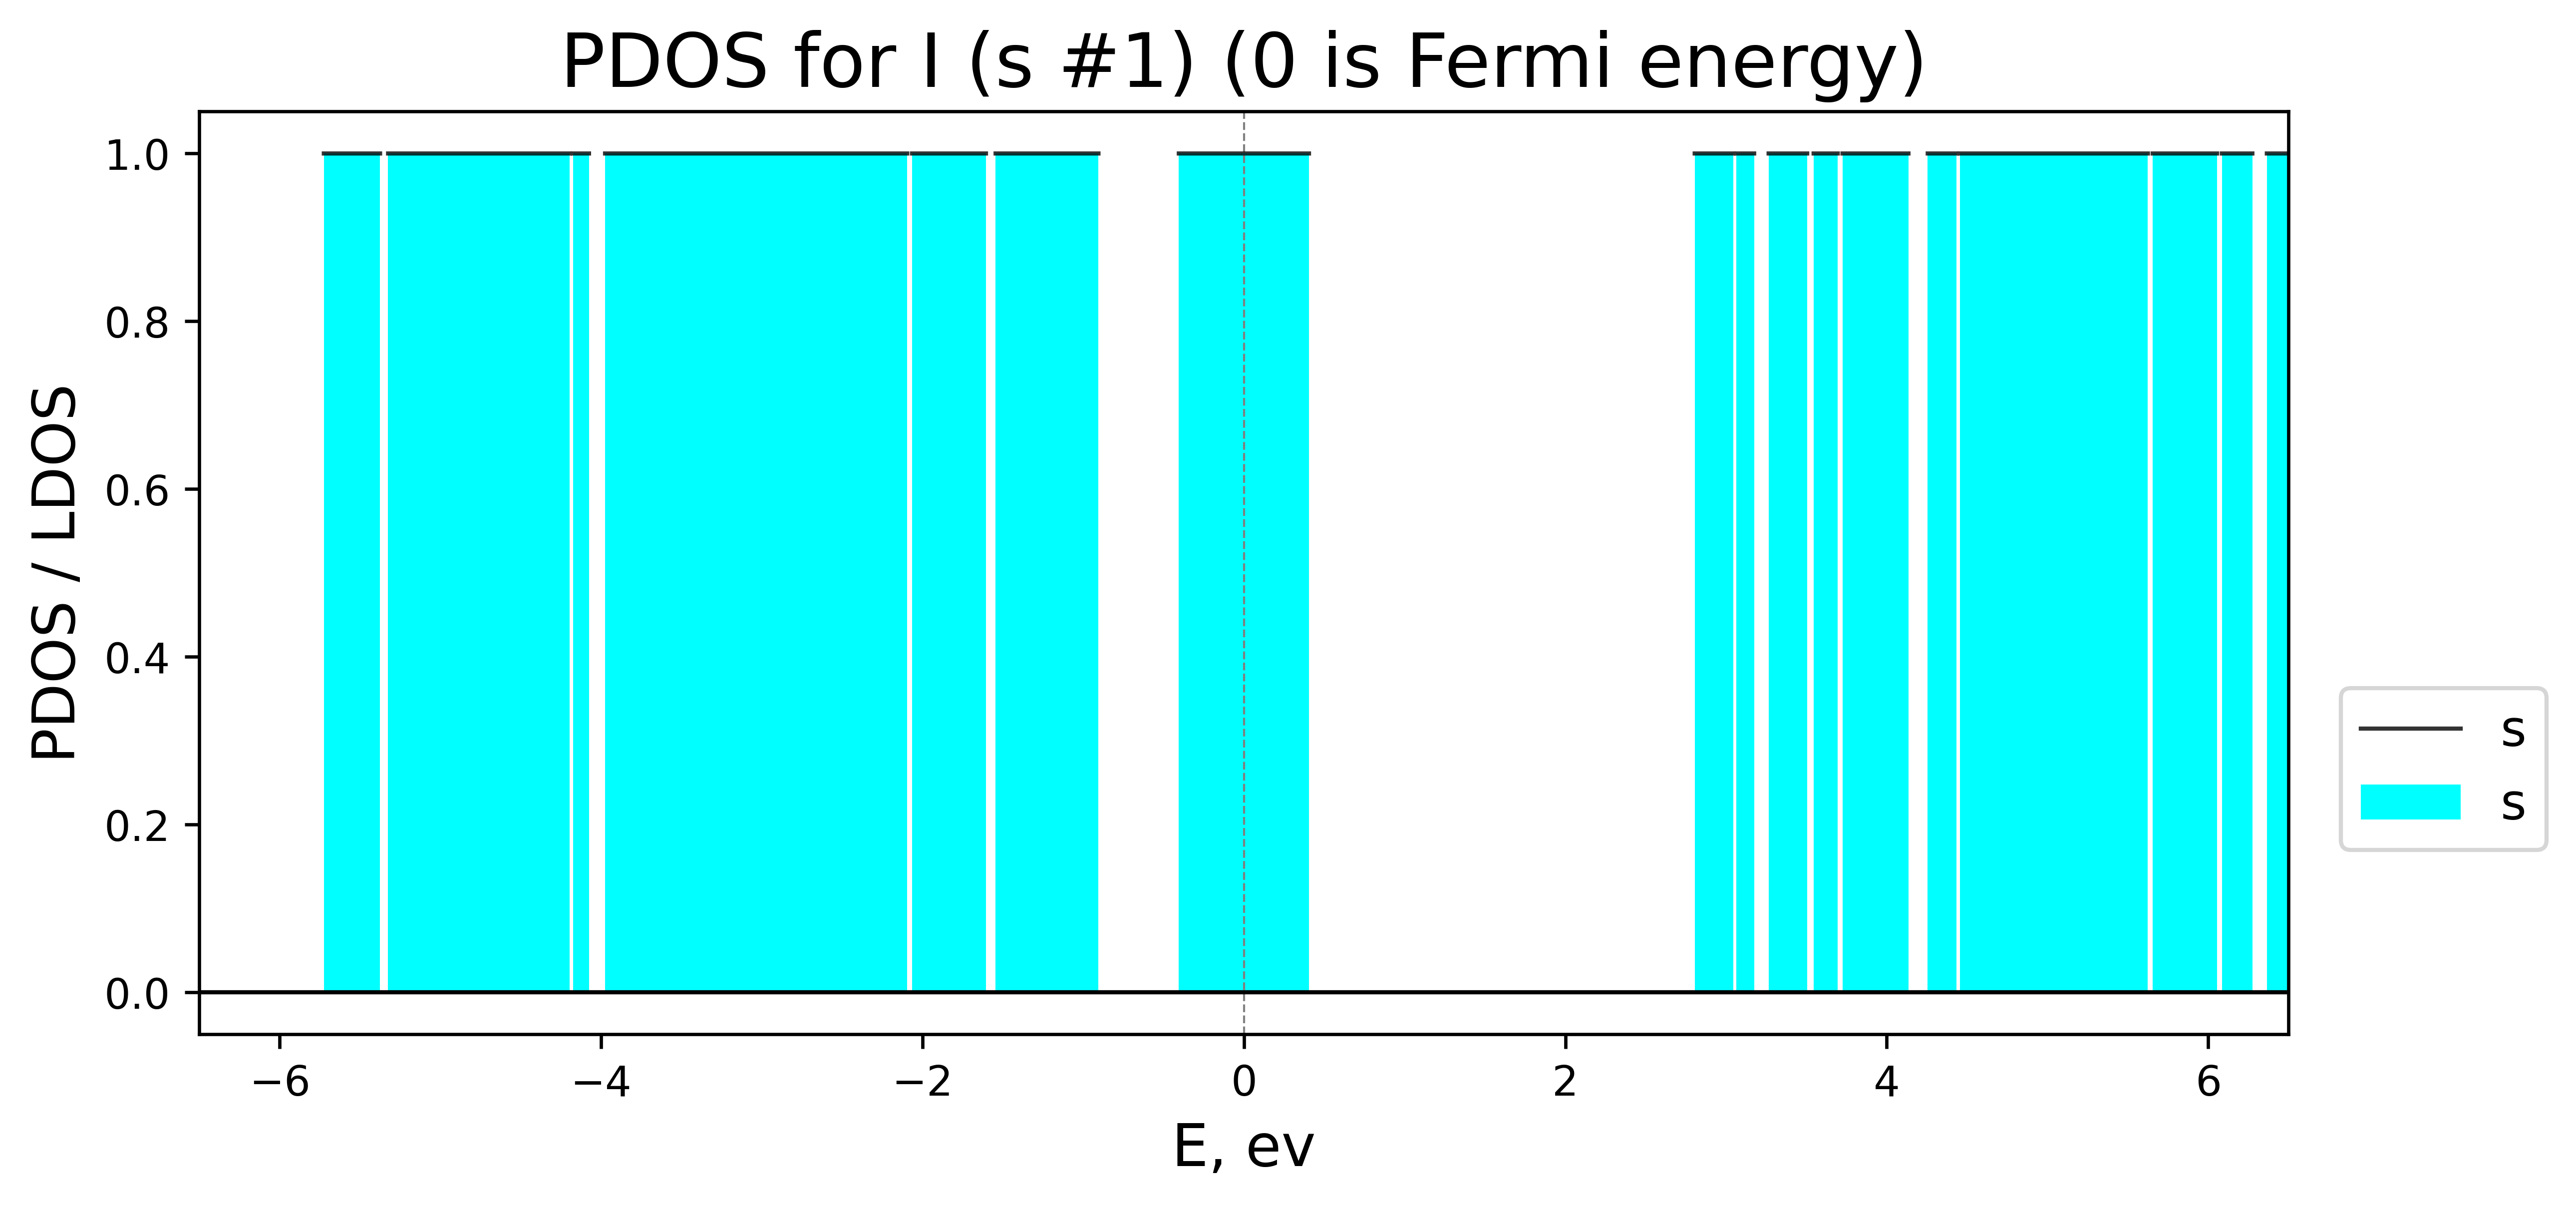 PDOS for I (s #1) (0 is Fermi energy)
PDOS / LDOS
1.0
0.8
0.6
0.4
0.2
0.0
−6
−4
−2
0
2
4
6
E, ev
s
s